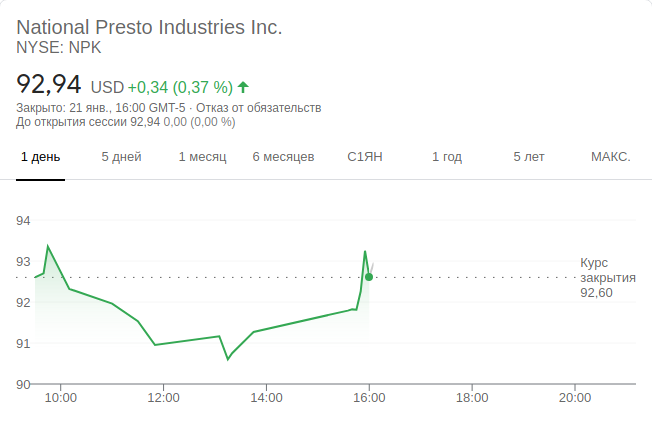 National Presto Industries Inc.
NYSE: NPK
92,94 USD +0,34 (0,37 %)
Закрыто: 21 янв., 16:00 GMT-5 · Отказ от обязательств
До открытия сессии 92,94 0,00 (0,00 %)
1 день 5 дней 1 месяц 6 месяцев С1ЯН 1 год 5 лет МАКС.
94
93
92
91
90
Курс
закрытия
92,60
10:00 12:00 14:00 16:00 18:00 20:00